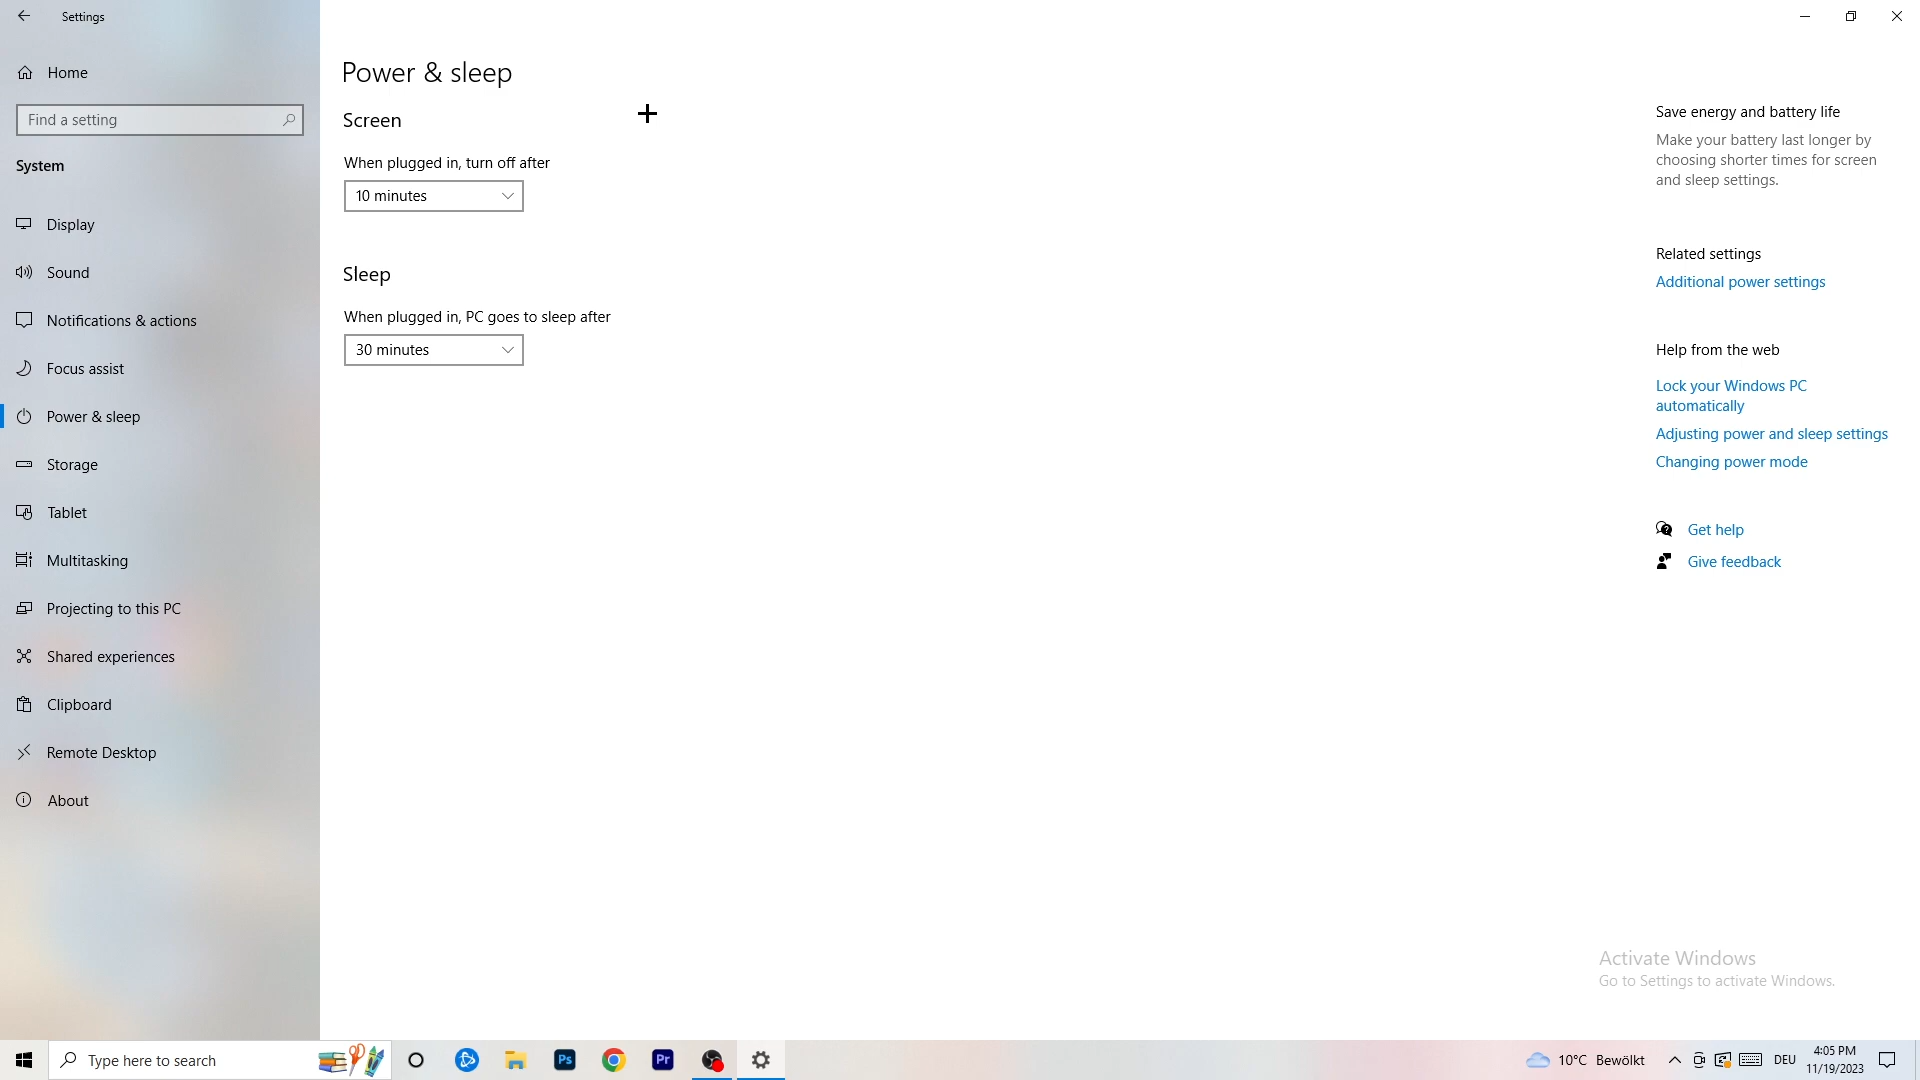 Settings
Home
Find a setting
System
Display
Sound
Notifications & actions
Focus assist
Power & sleep
Storage
Tablet
Multitasking
Projecting to this PC
Shared experiences
Clipboard
Remote Desktop
About
Power & sleep
Screen
When plugged in, turn off after
10 minutes
Sleep
When plugged in, PC goes to sleep after
30 minutes
Save energy and battery life
Make your battery last longer by
choosing shorter times for screen
and sleep settings.
Related settings
Additional power settings
Help from the web
Lock your Windows PC
automatically
Adjusting power and sleep settings
Changing power mode
Get help
Give feedback
Activate Windows
Go to Settings to activate Windows.
Type here to search
Ps
Pr
10°C Bewölkt
DEU
4:05 PM
11/19/2023